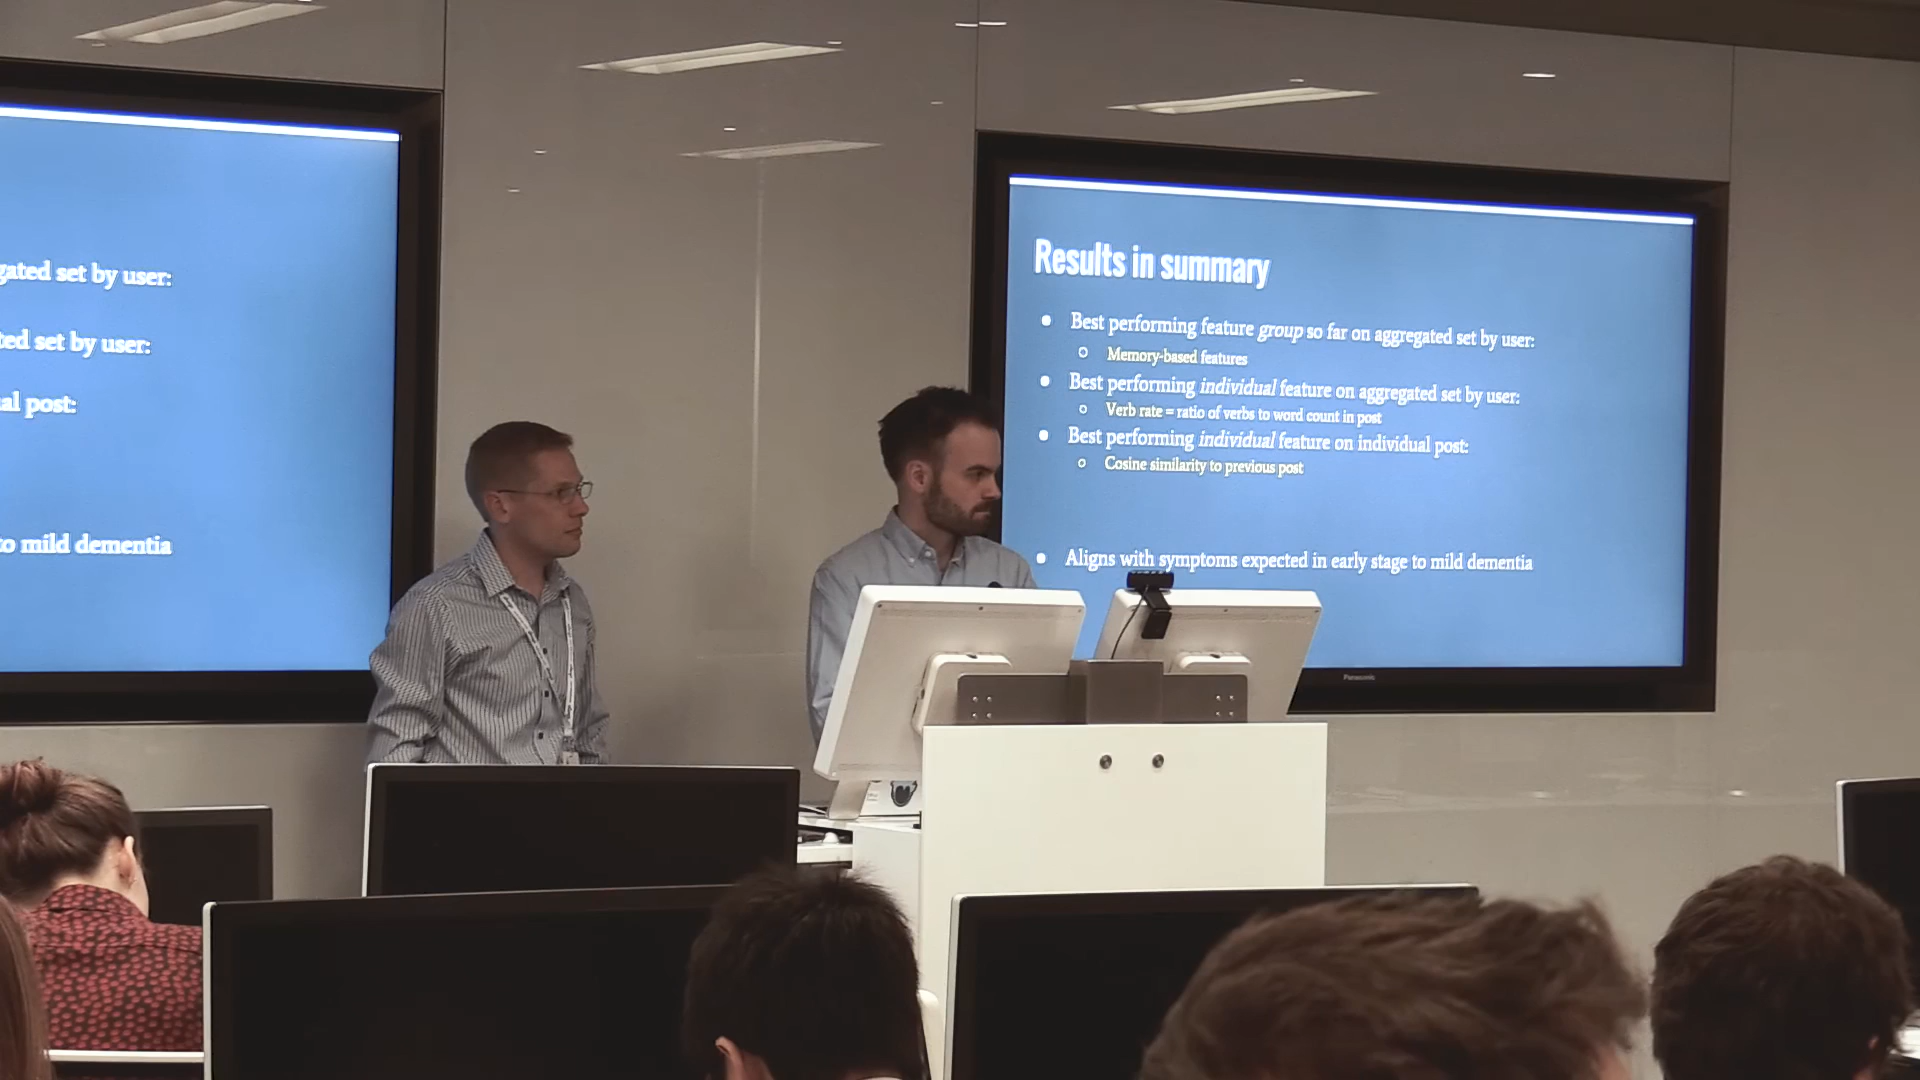 gated set by user:
ted set by user:
al post:
to mild dementia
Results in summary
Best performing feature group so far on aggregated set by user:
Memory-based features
Best performing individual feature on aggregated set by user:
Verb rate = ratio of verbs to word count in post
Best performing individual feature on individual post:
Cosine similarity to previous post
Aligns with symptoms expected in early stage to mild dementia
Panasonic